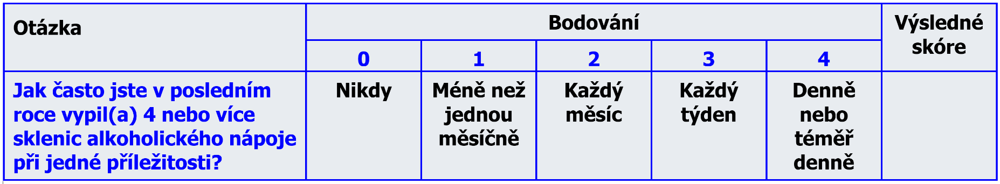 Otázka
Bodování
Výsledné
skóre
0
1
2
3
4
Jak často jste v posledním
roce vypil(a) 4 nebo více
sklenic alkoholického nápoje
při jedné příležitosti?
Nikdy
Méně než
jednou
měsíčně
Každý
měsíc
Každý
týden
Denně
nebo
téměř
denně